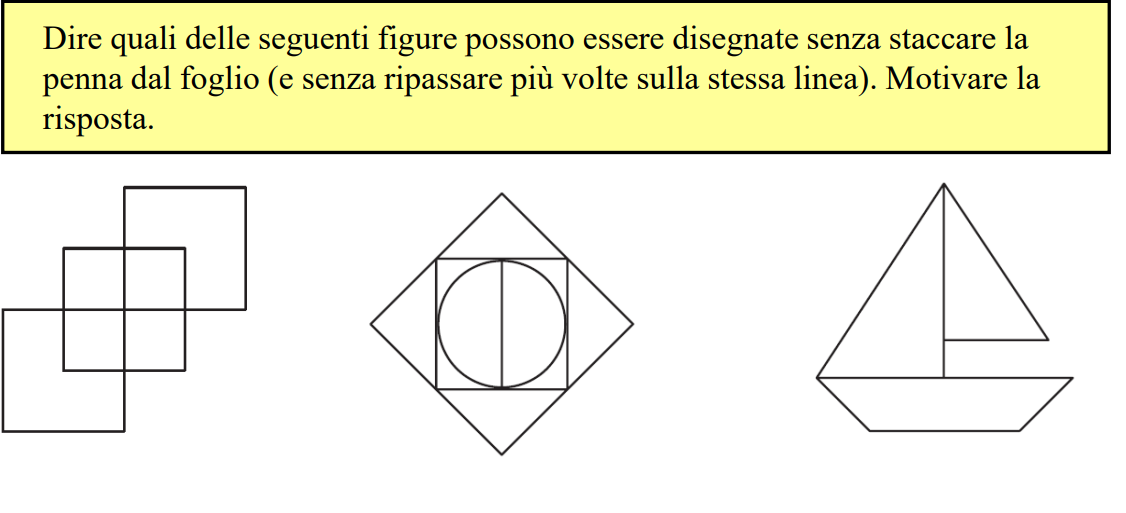 Dire quali delle seguenti figure possono essere disegnate senza staccare la
penna dal foglio (e senza ripassare più volte sulla stessa linea). Motivare la
risposta.